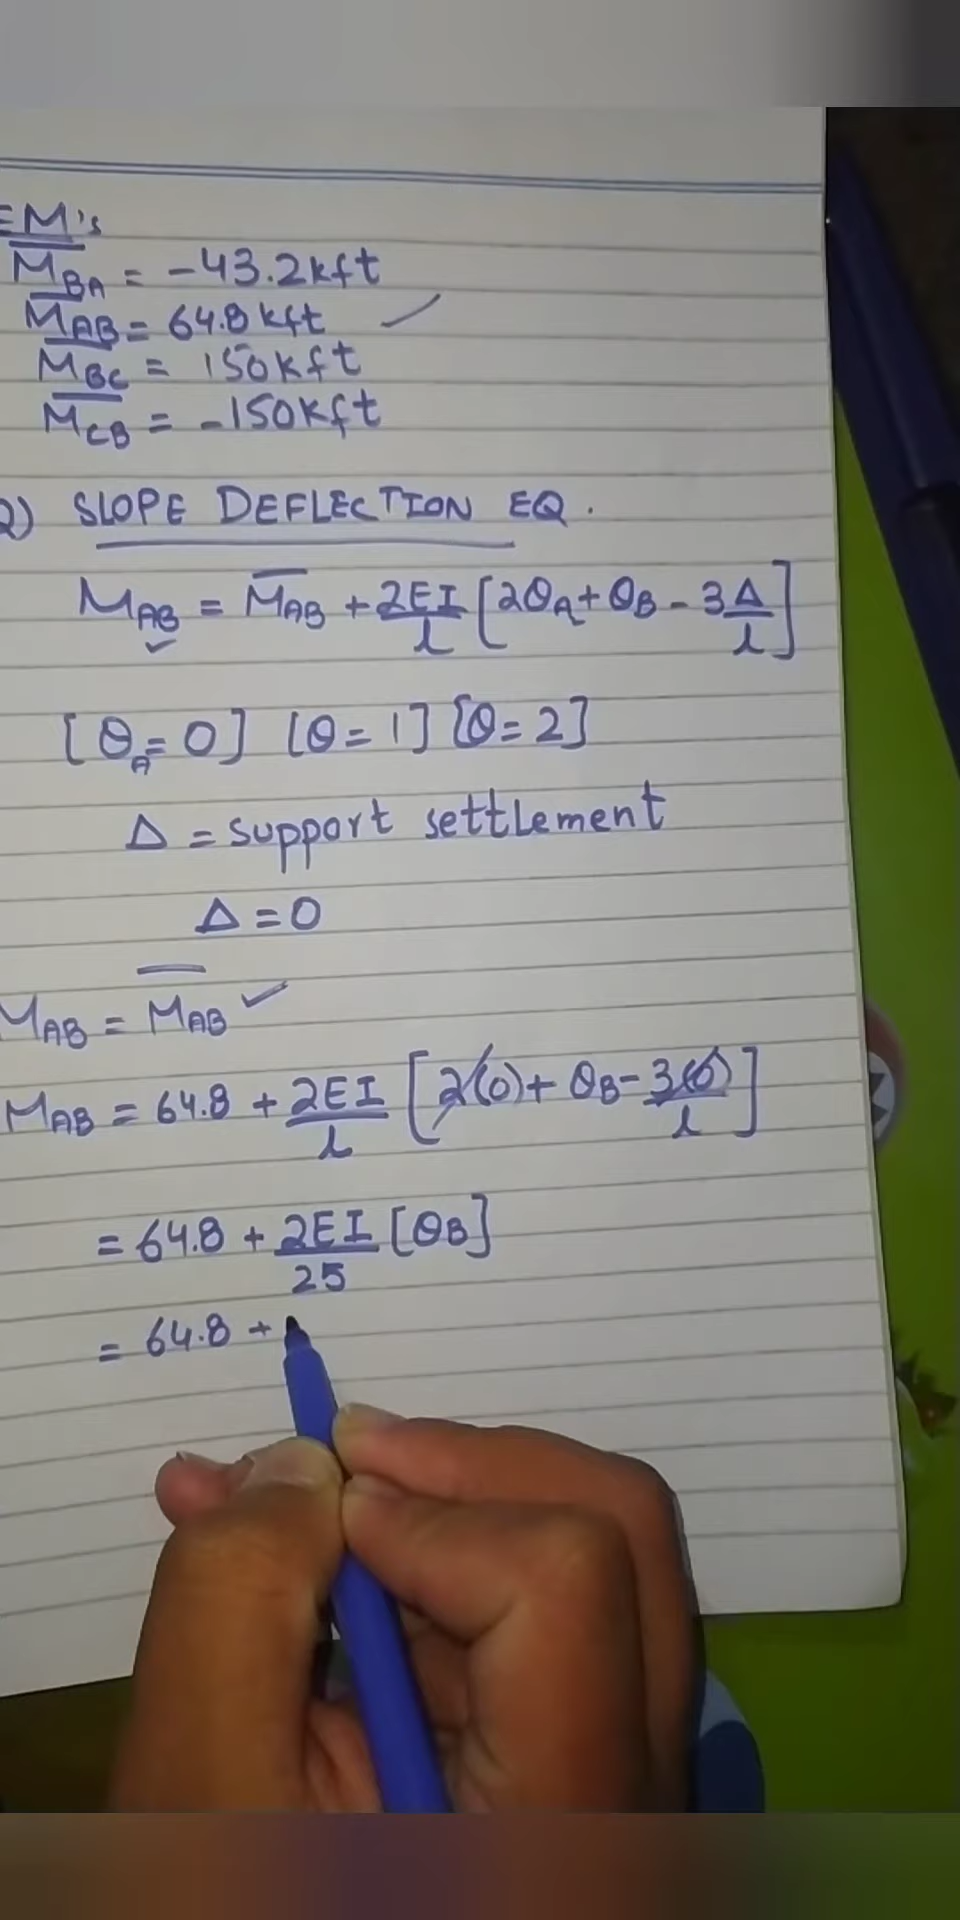 EM's
M̅BA = -43.2kft
M̅AB = 64.8 kft ✓
M̅BC = 150kft
M̅CB = -150kft
2) SLOPE DEFLECTION EQ.
MAB = M̅AB + 2EI/l [2θA + θB - 3Δ/l]
[θA = 0] [θ = 1] [θ = 2]
Δ = support settlement
Δ = 0
MAB = M̅AB ✓
MAB = 64.8 + 2EI/l [2(0) + θB - 3(0)/l]
= 64.8 + 2EI/25 [θB]
= 64.8 +